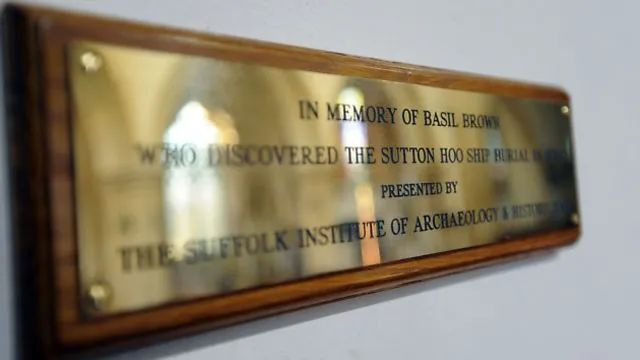 IN MEMORY OF BASIL BROWN
WHO DISCOVERED THE SUTTON HOO SHIP BURIAL IN
PRESENTED BY
THE SUFFOLK INSTITUTE OF ARCHAEOLOGY &